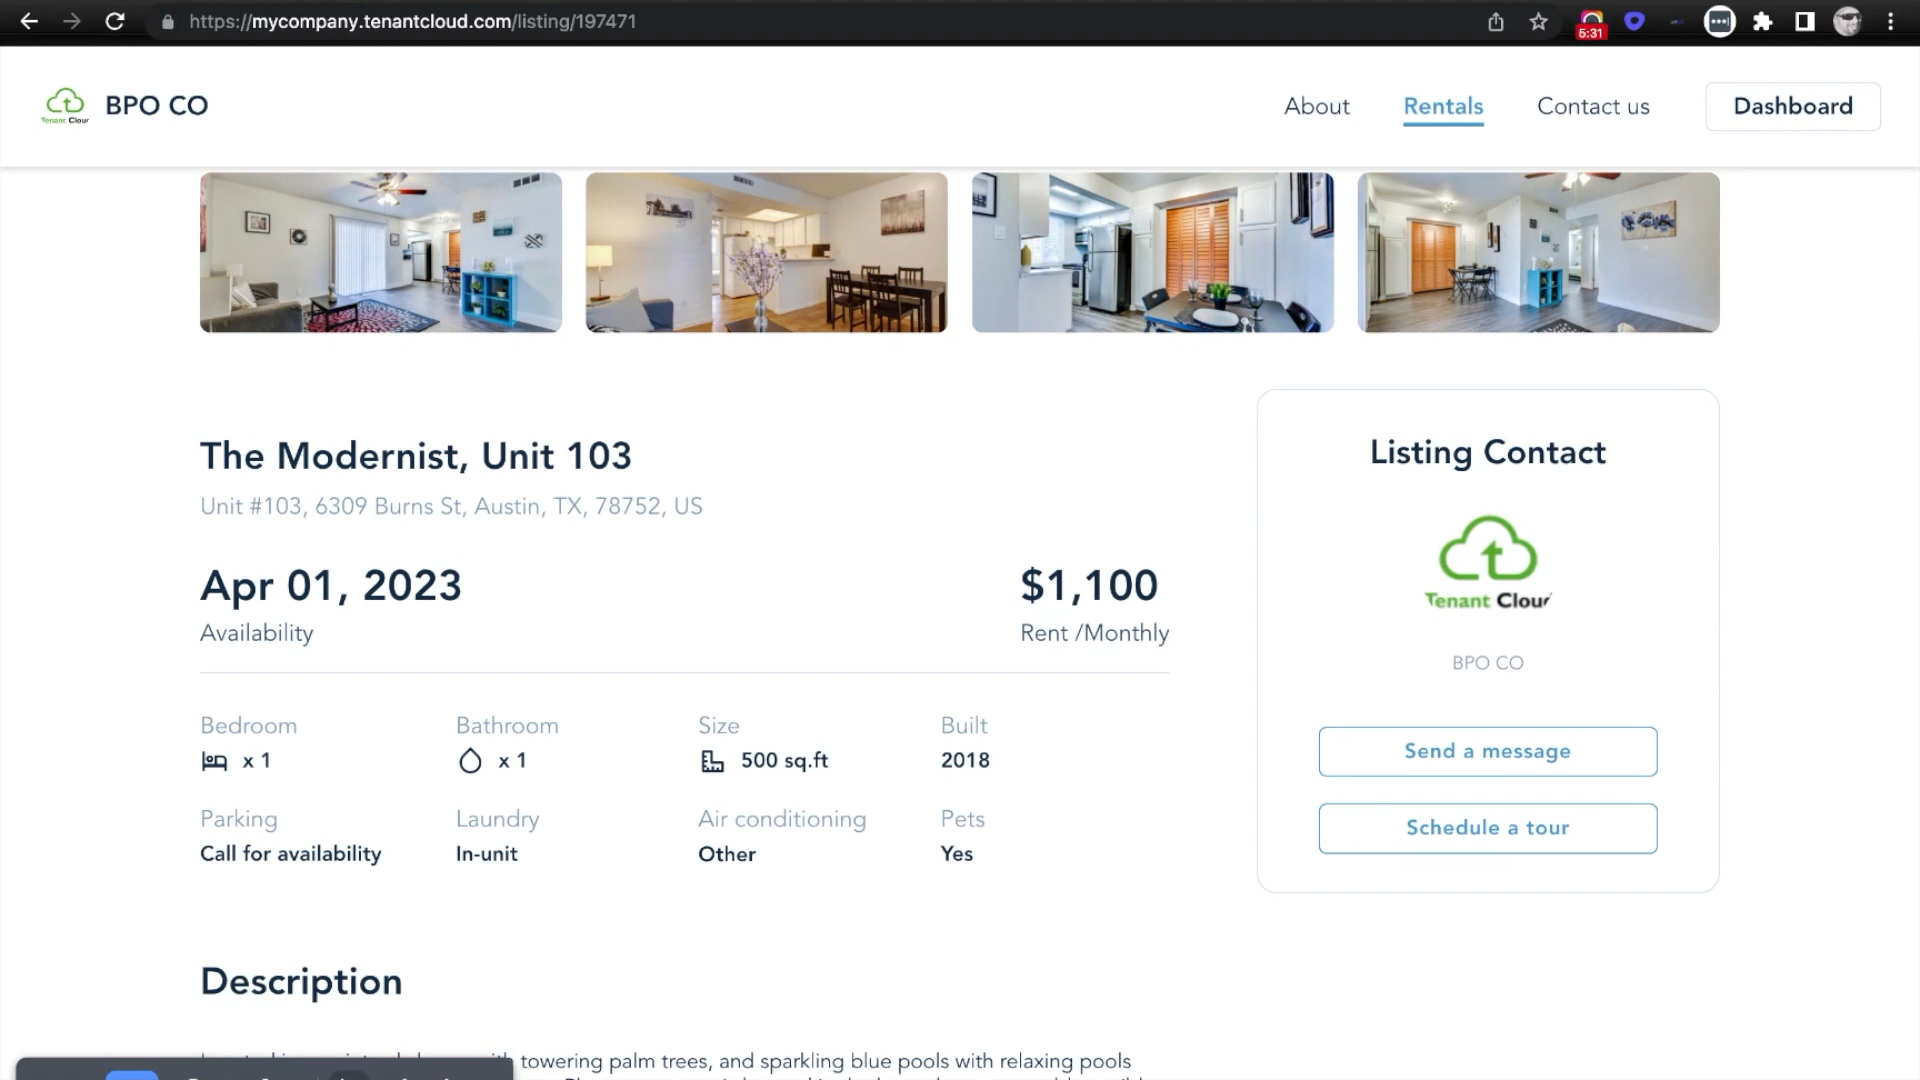 https://mycompany.tenantcloud.com/listing/197471
5:31
Tenant Clour
BPO CO
About
Rentals
Contact us
Dashboard
The Modernist, Unit 103
Unit #103, 6309 Burns St, Austin, TX, 78752, US
Apr 01, 2023
Availability
$1,100
Rent /Monthly
Bedroom
x 1
Bathroom
x 1
Size
500 sq.ft
Built
2018
Parking
Call for availability
Laundry
In-unit
Air conditioning
Other
Pets
Yes
Listing Contact
Tenant Clour
BPO CO
Send a message
Schedule a tour
Description
towering palm trees, and sparkling blue pools with relaxing pools